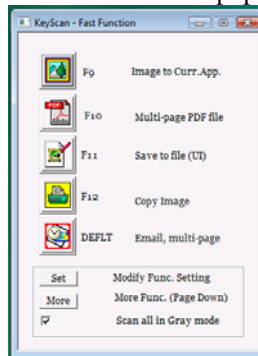 KeyScan - Fast Function
F9 Image to Curr.App.
F10 Multi-page PDF file
F11 Save to file (UI)
F12 Copy Image
DEFLT Email, multi-page
Set Modify Func. Setting
More More Func. (Page Down)
Scan all in Gray mode